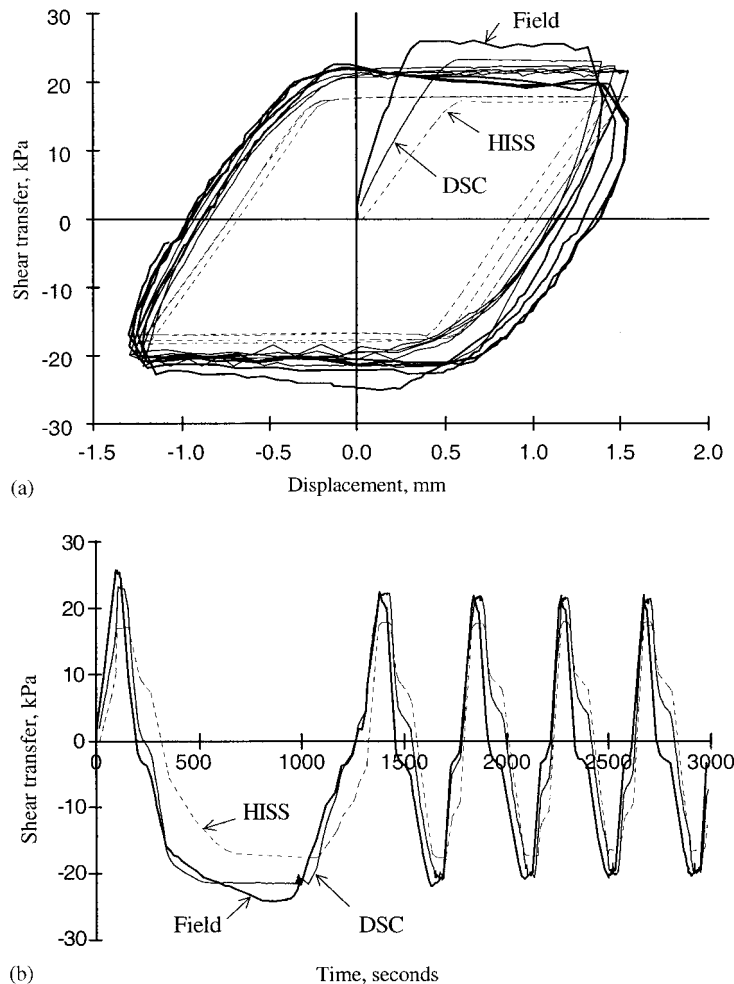 30
Field
20
HISS
10
DSC
Shear transfer, kPa
0
-10
-20
-30
-1.5 -1.0 -0.5 0.0 0.5 1.0 1.5 2.0
(a) Displacement, mm
30
20
10
Shear transfer, kPa
0
0 500 1000 1500 2000 2500 3000
-10
HISS
-20
Field DSC
-30
(b) Time, seconds